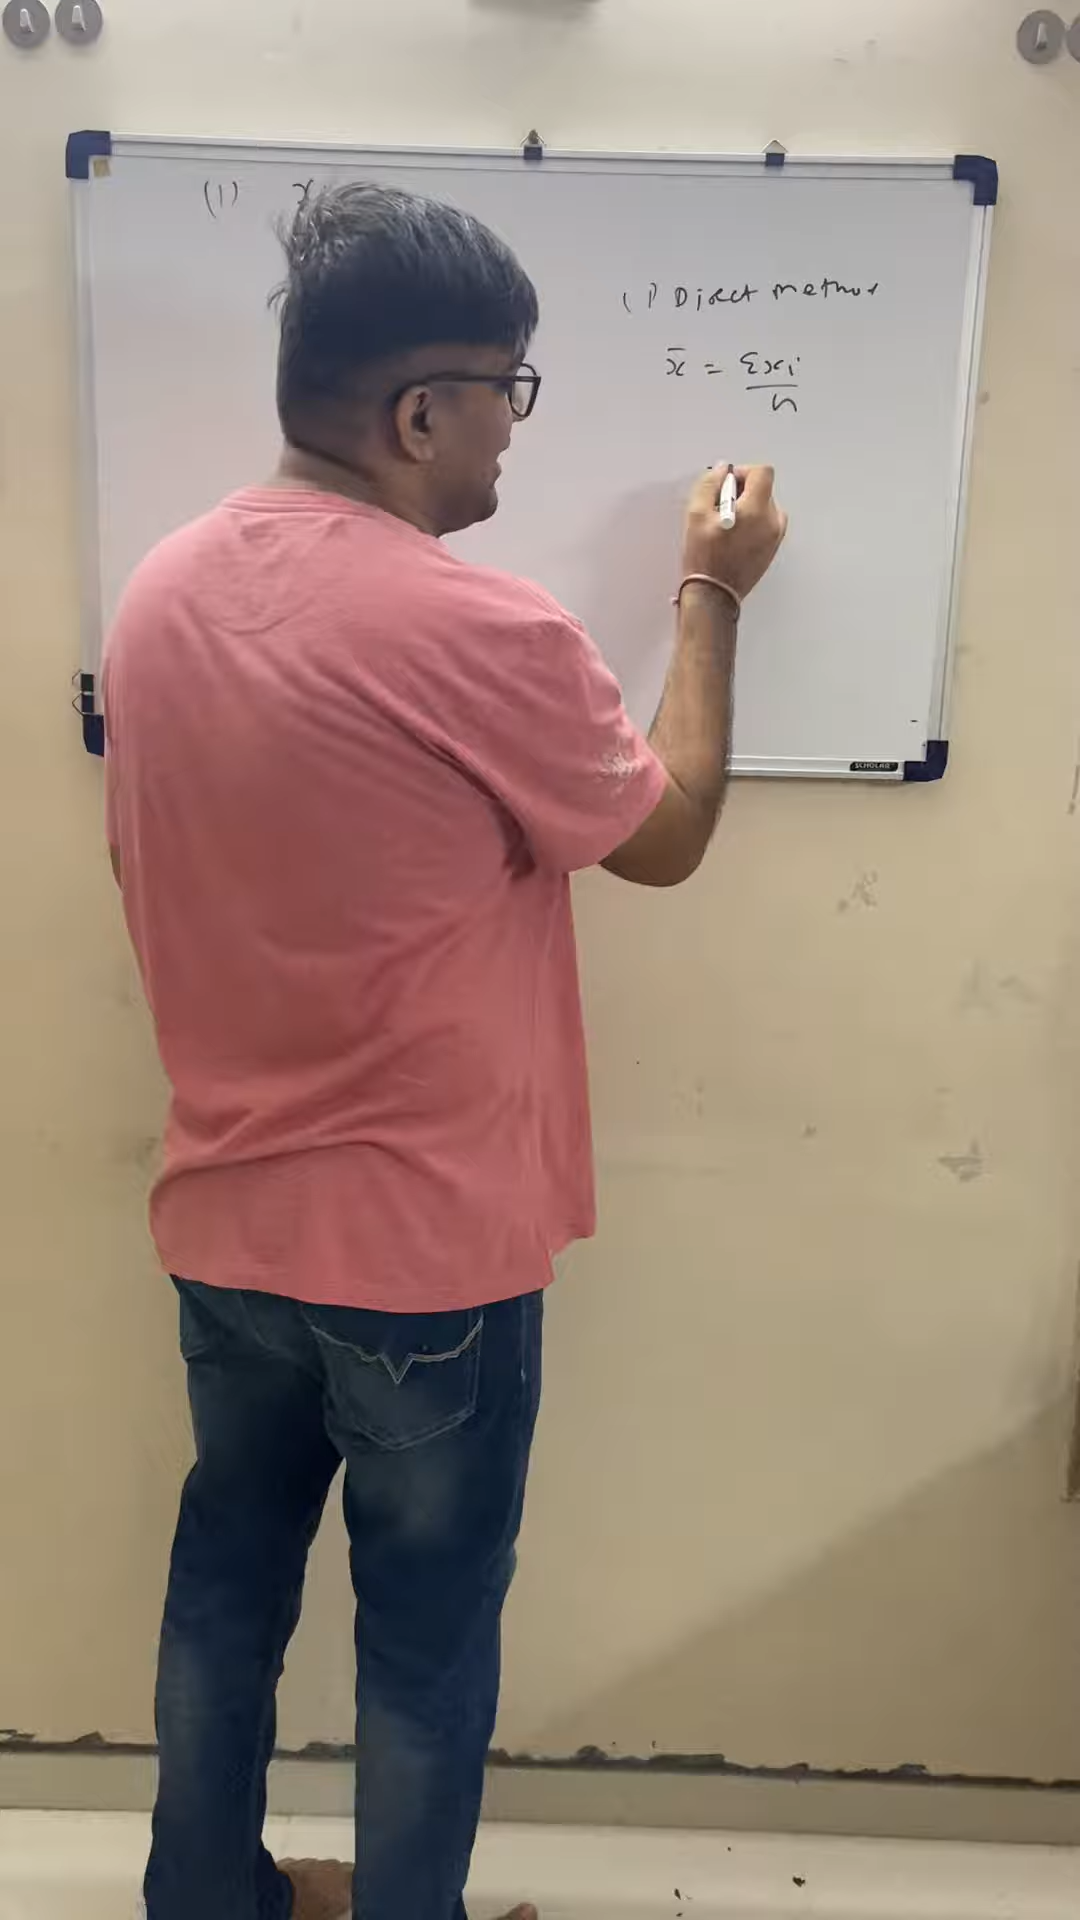 (1) x
(1) Direct method
x̄ = Σxi
n
SCHOLAR